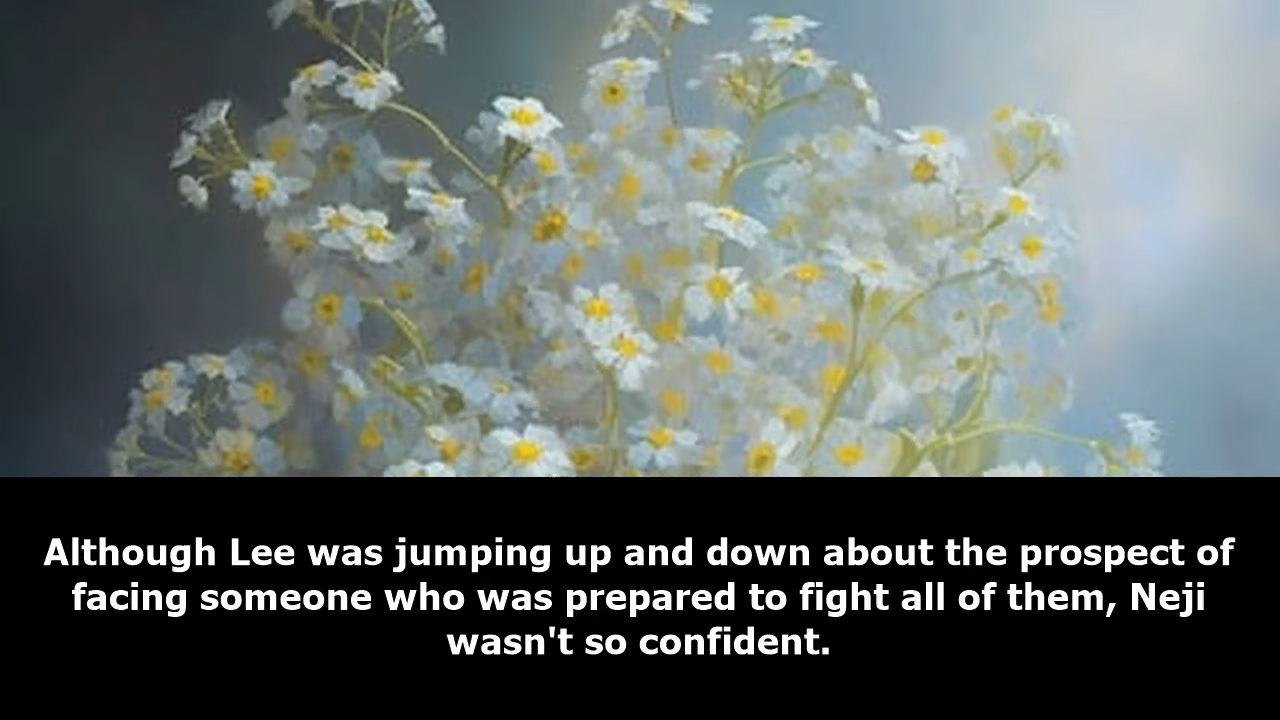 Although Lee was jumping up and down about the prospect of
facing someone who was prepared to fight all of them, Neji
wasn't so confident.